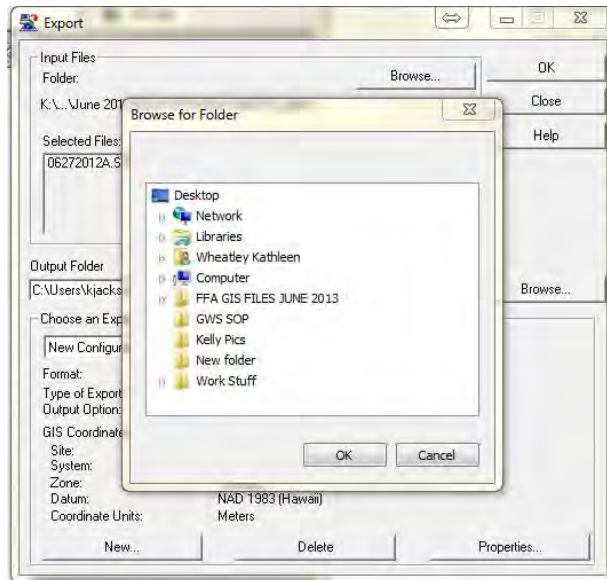 Export
Input Files
Folder:
Browse...
OK
K:\...\June 201
Close
Browse for Folder
Help
Selected Files:
06272012A.S
Desktop
Network
Libraries
Wheatley Kathleen
Computer
FFA GIS FILES JUNE 2013
GWS SOP
Kelly Pics
New folder
Work Stuff
OK
Cancel
Output Folder
C:\Users\kjacks
Browse...
Choose an Exp
New Configur
Format:
Type of Export
Output Option:
GIS Coordinate
Site:
System:
Zone:
Datum: NAD 1983 (Hawaii)
Coordinate Units: Meters
New...
Delete
Properties...